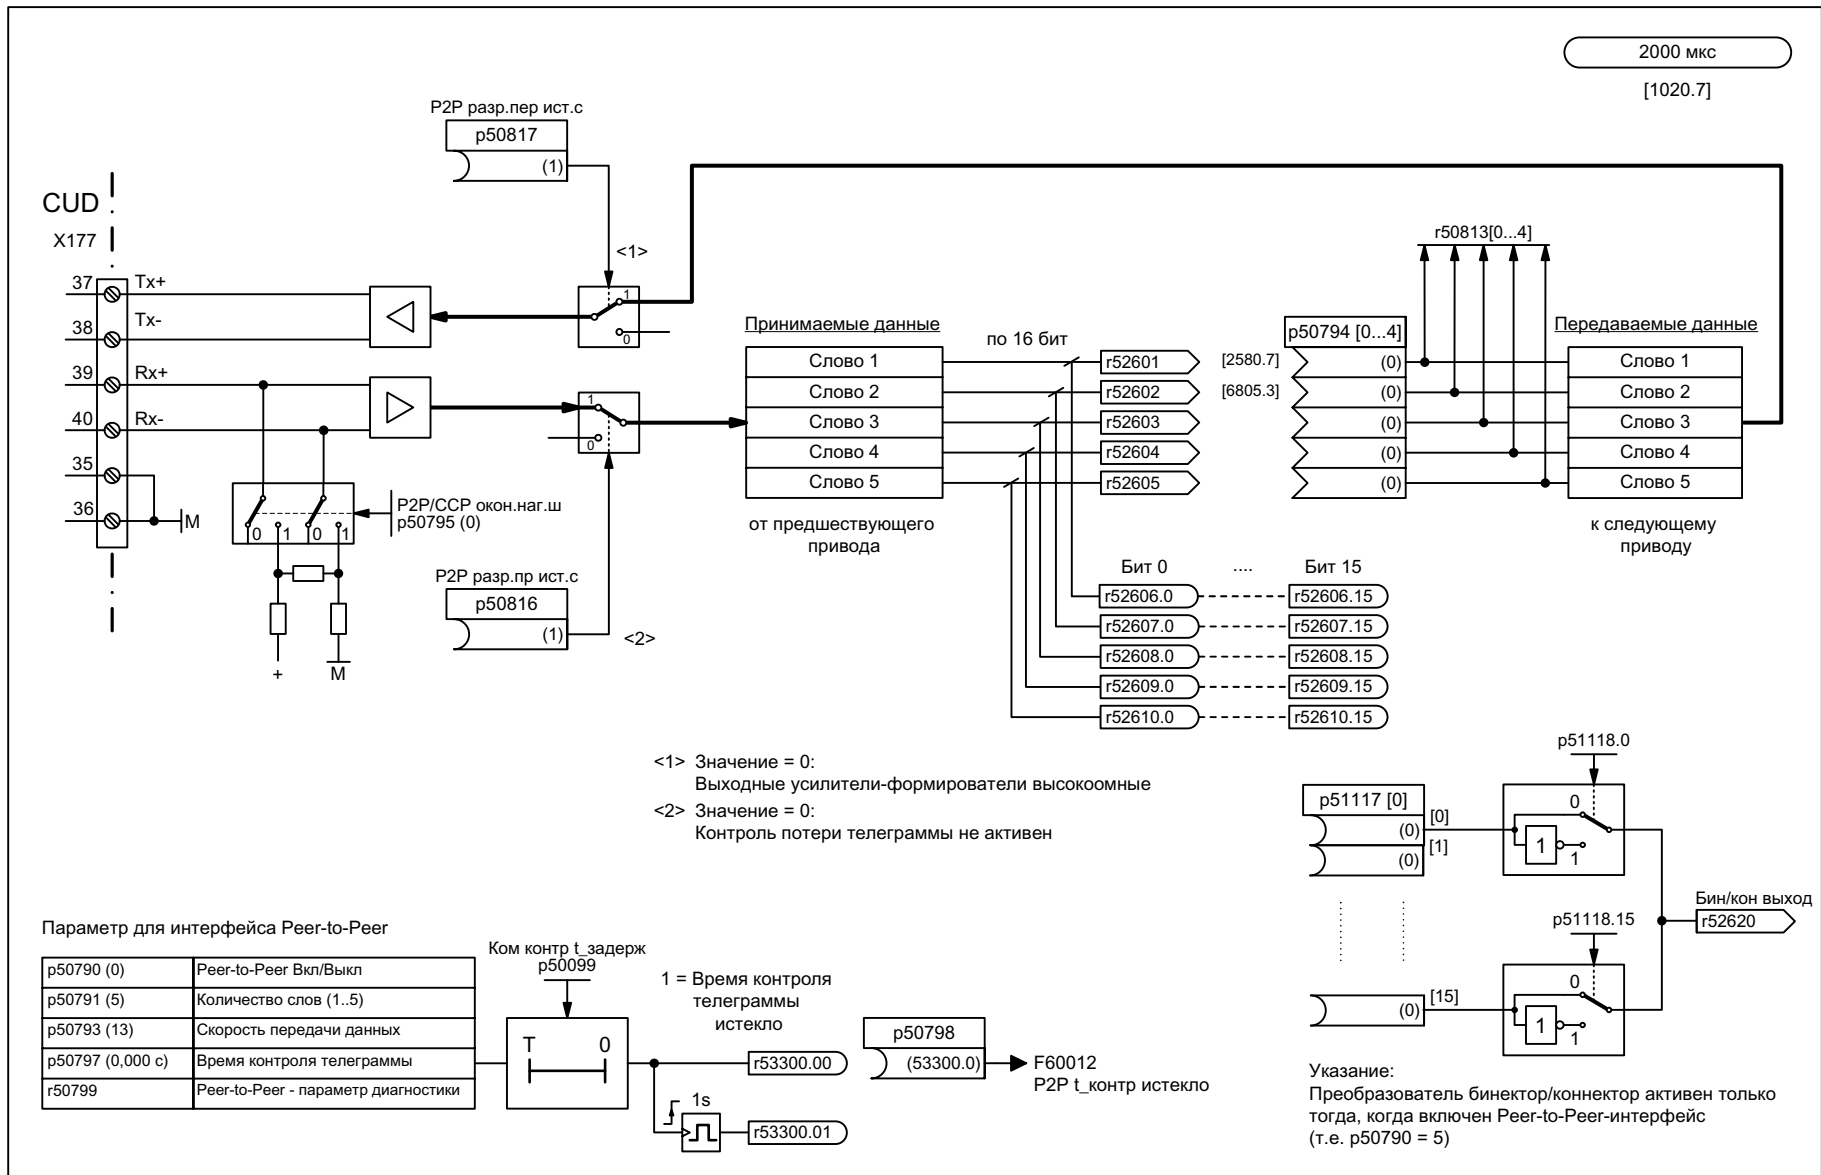 2000 мкс
[1020.7]
P2P разр.пер ист.с
p50817
(1)
CUD
X177
<1>
37 Tx+
38 Tx-
39 Rx+
40 Rx-
35
36
M
1
0
1
0
r50813[0...4]
Принимаемые данные
по 16 бит
p50794 [0...4]
Передаваемые данные
Слово 1 r52601 [2580.7] (0) Слово 1
Слово 2 r52602 [6805.3] (0) Слово 2
Слово 3 r52603 (0) Слово 3
Слово 4 r52604 (0) Слово 4
Слово 5 r52605 (0) Слово 5
от предшествующего
привода
к следующему
приводу
P2P/ССР окон.наг.ш
p50795 (0)
0 1 0 1
+ M
P2P разр.пр ист.с
p50816
(1)
<2>
Бит 0 .... Бит 15
r52606.0 r52606.15
r52607.0 r52607.15
r52608.0 r52608.15
r52609.0 r52609.15
r52610.0 r52610.15
<1> Значение = 0:
Выходные усилители-формирователи высокоомные
<2> Значение = 0:
Контроль потери телеграммы не активен
p51118.0
p51117 [0]
(0) [0]
(0) [1]
0
1
1
p51118.15
(0) [15]
0
1
1
Бин/кон выход
r52620
Параметр для интерфейса Peer-to-Peer
p50790 (0) Peer-to-Peer Вкл/Выкл
p50791 (5) Количество слов (1..5)
p50793 (13) Скорость передачи данных
p50797 (0,000 с) Время контроля телеграммы
r50799 Peer-to-Peer - параметр диагностики
Ком контр t_задерж
p50099
T 0
1 = Время контроля
телеграммы
истекло
r53300.00
1s
r53300.01
p50798
(53300.0)
F60012
P2P t_контр истекло
Указание:
Преобразователь бинектор/коннектор активен только
тогда, когда включен Peer-to-Peer-интерфейс
(т.е. p50790 = 5)